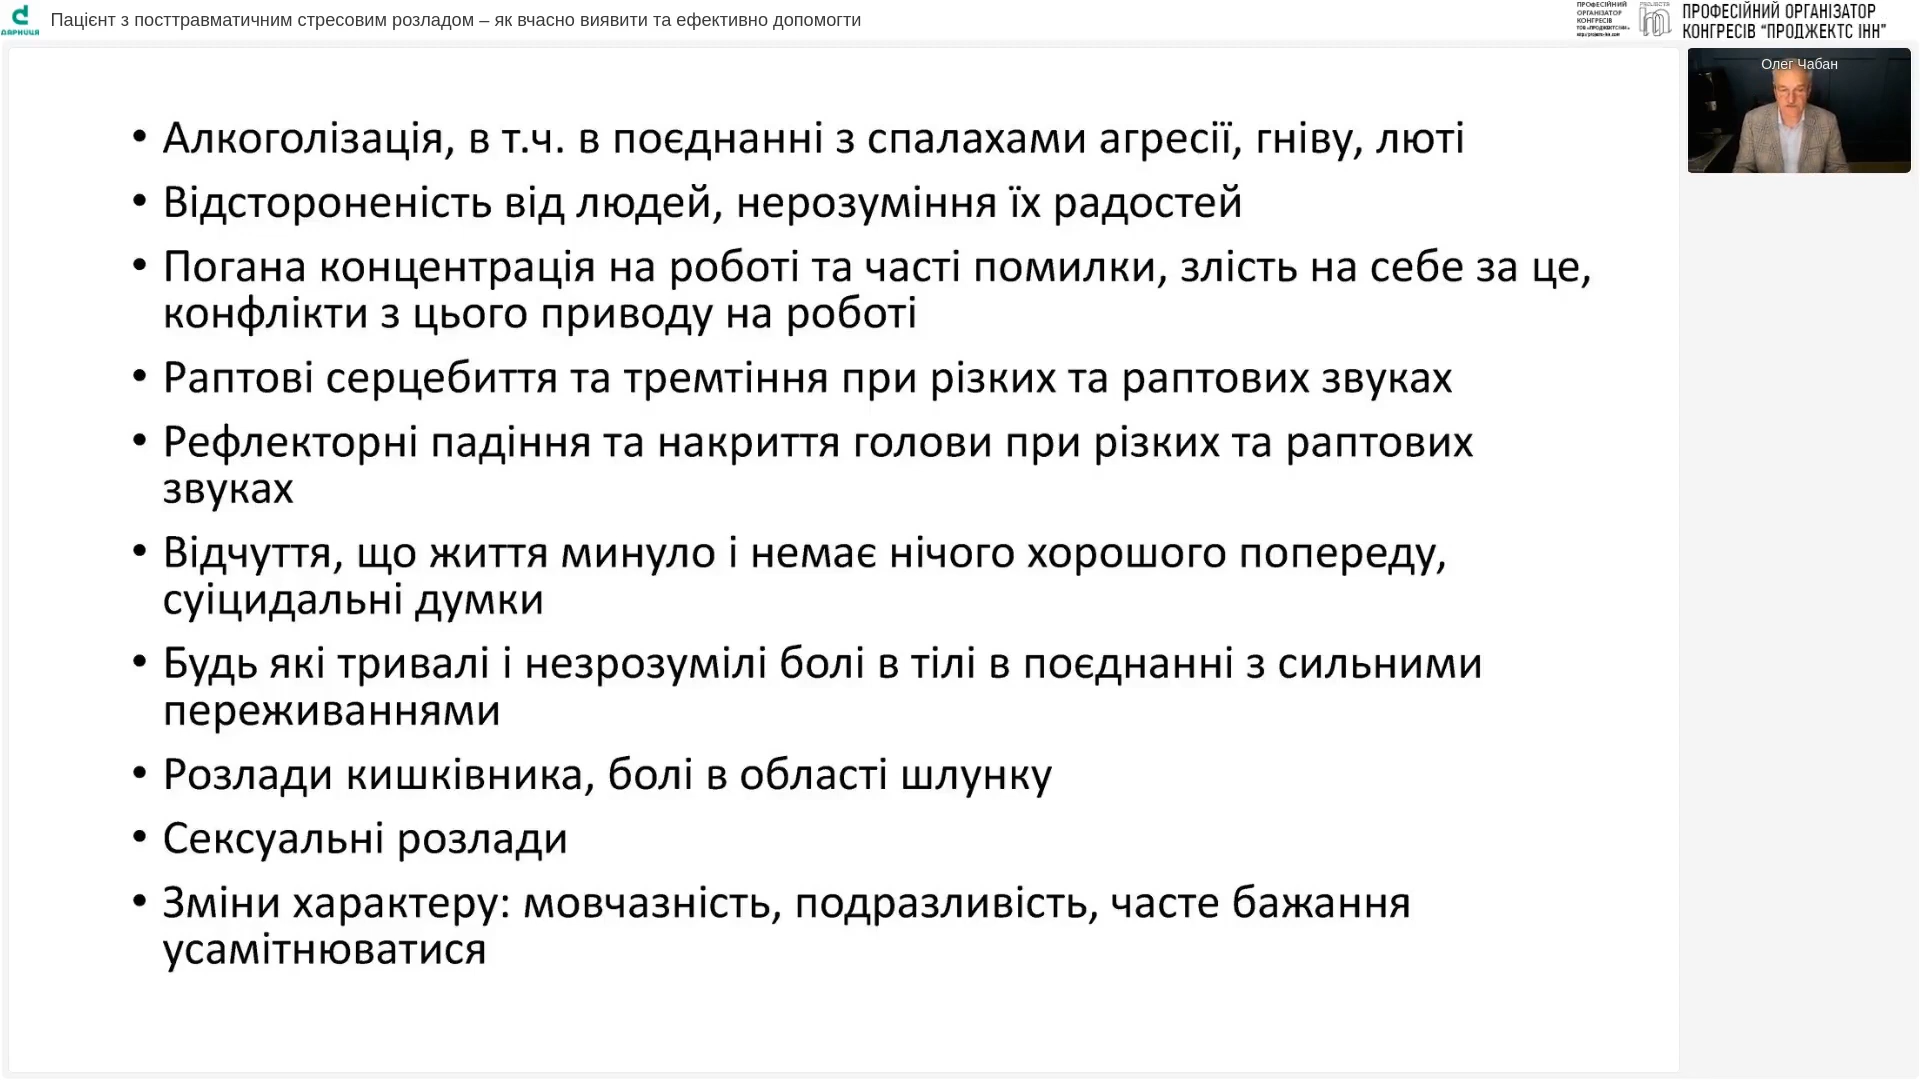 дарниця
Пацієнт з посттравматичним стресовим розладом – як вчасно виявити та ефективно допомогти
ПРОФЕСІЙНИЙ
ОРГАНІЗАТОР
КОНГРЕСІВ
ПРОФЕСІЙНИЙ ОРГАНІЗАТОР
КОНГРЕСІВ “ПРОДЖЕКТС ІНН”
Олег Чабан
• Алкоголізація, в т.ч. в поєднанні з спалахами агресії, гніву, люті
• Відстороненість від людей, нерозуміння їх радостей
• Погана концентрація на роботі та часті помилки, злість на себе за це,
конфлікти з цього приводу на роботі
• Раптові серцебиття та тремтіння при різких та раптових звуках
• Рефлекторні падіння та накриття голови при різких та раптових
звуках
• Відчуття, що життя минуло і немає нічого хорошого попереду,
суїцидальні думки
• Будь які тривалі і незрозумілі болі в тілі в поєднанні з сильними
переживаннями
• Розлади кишківника, болі в області шлунку
• Сексуальні розлади
• Зміни характеру: мовчазність, подразливість, часте бажання
усамітнюватися